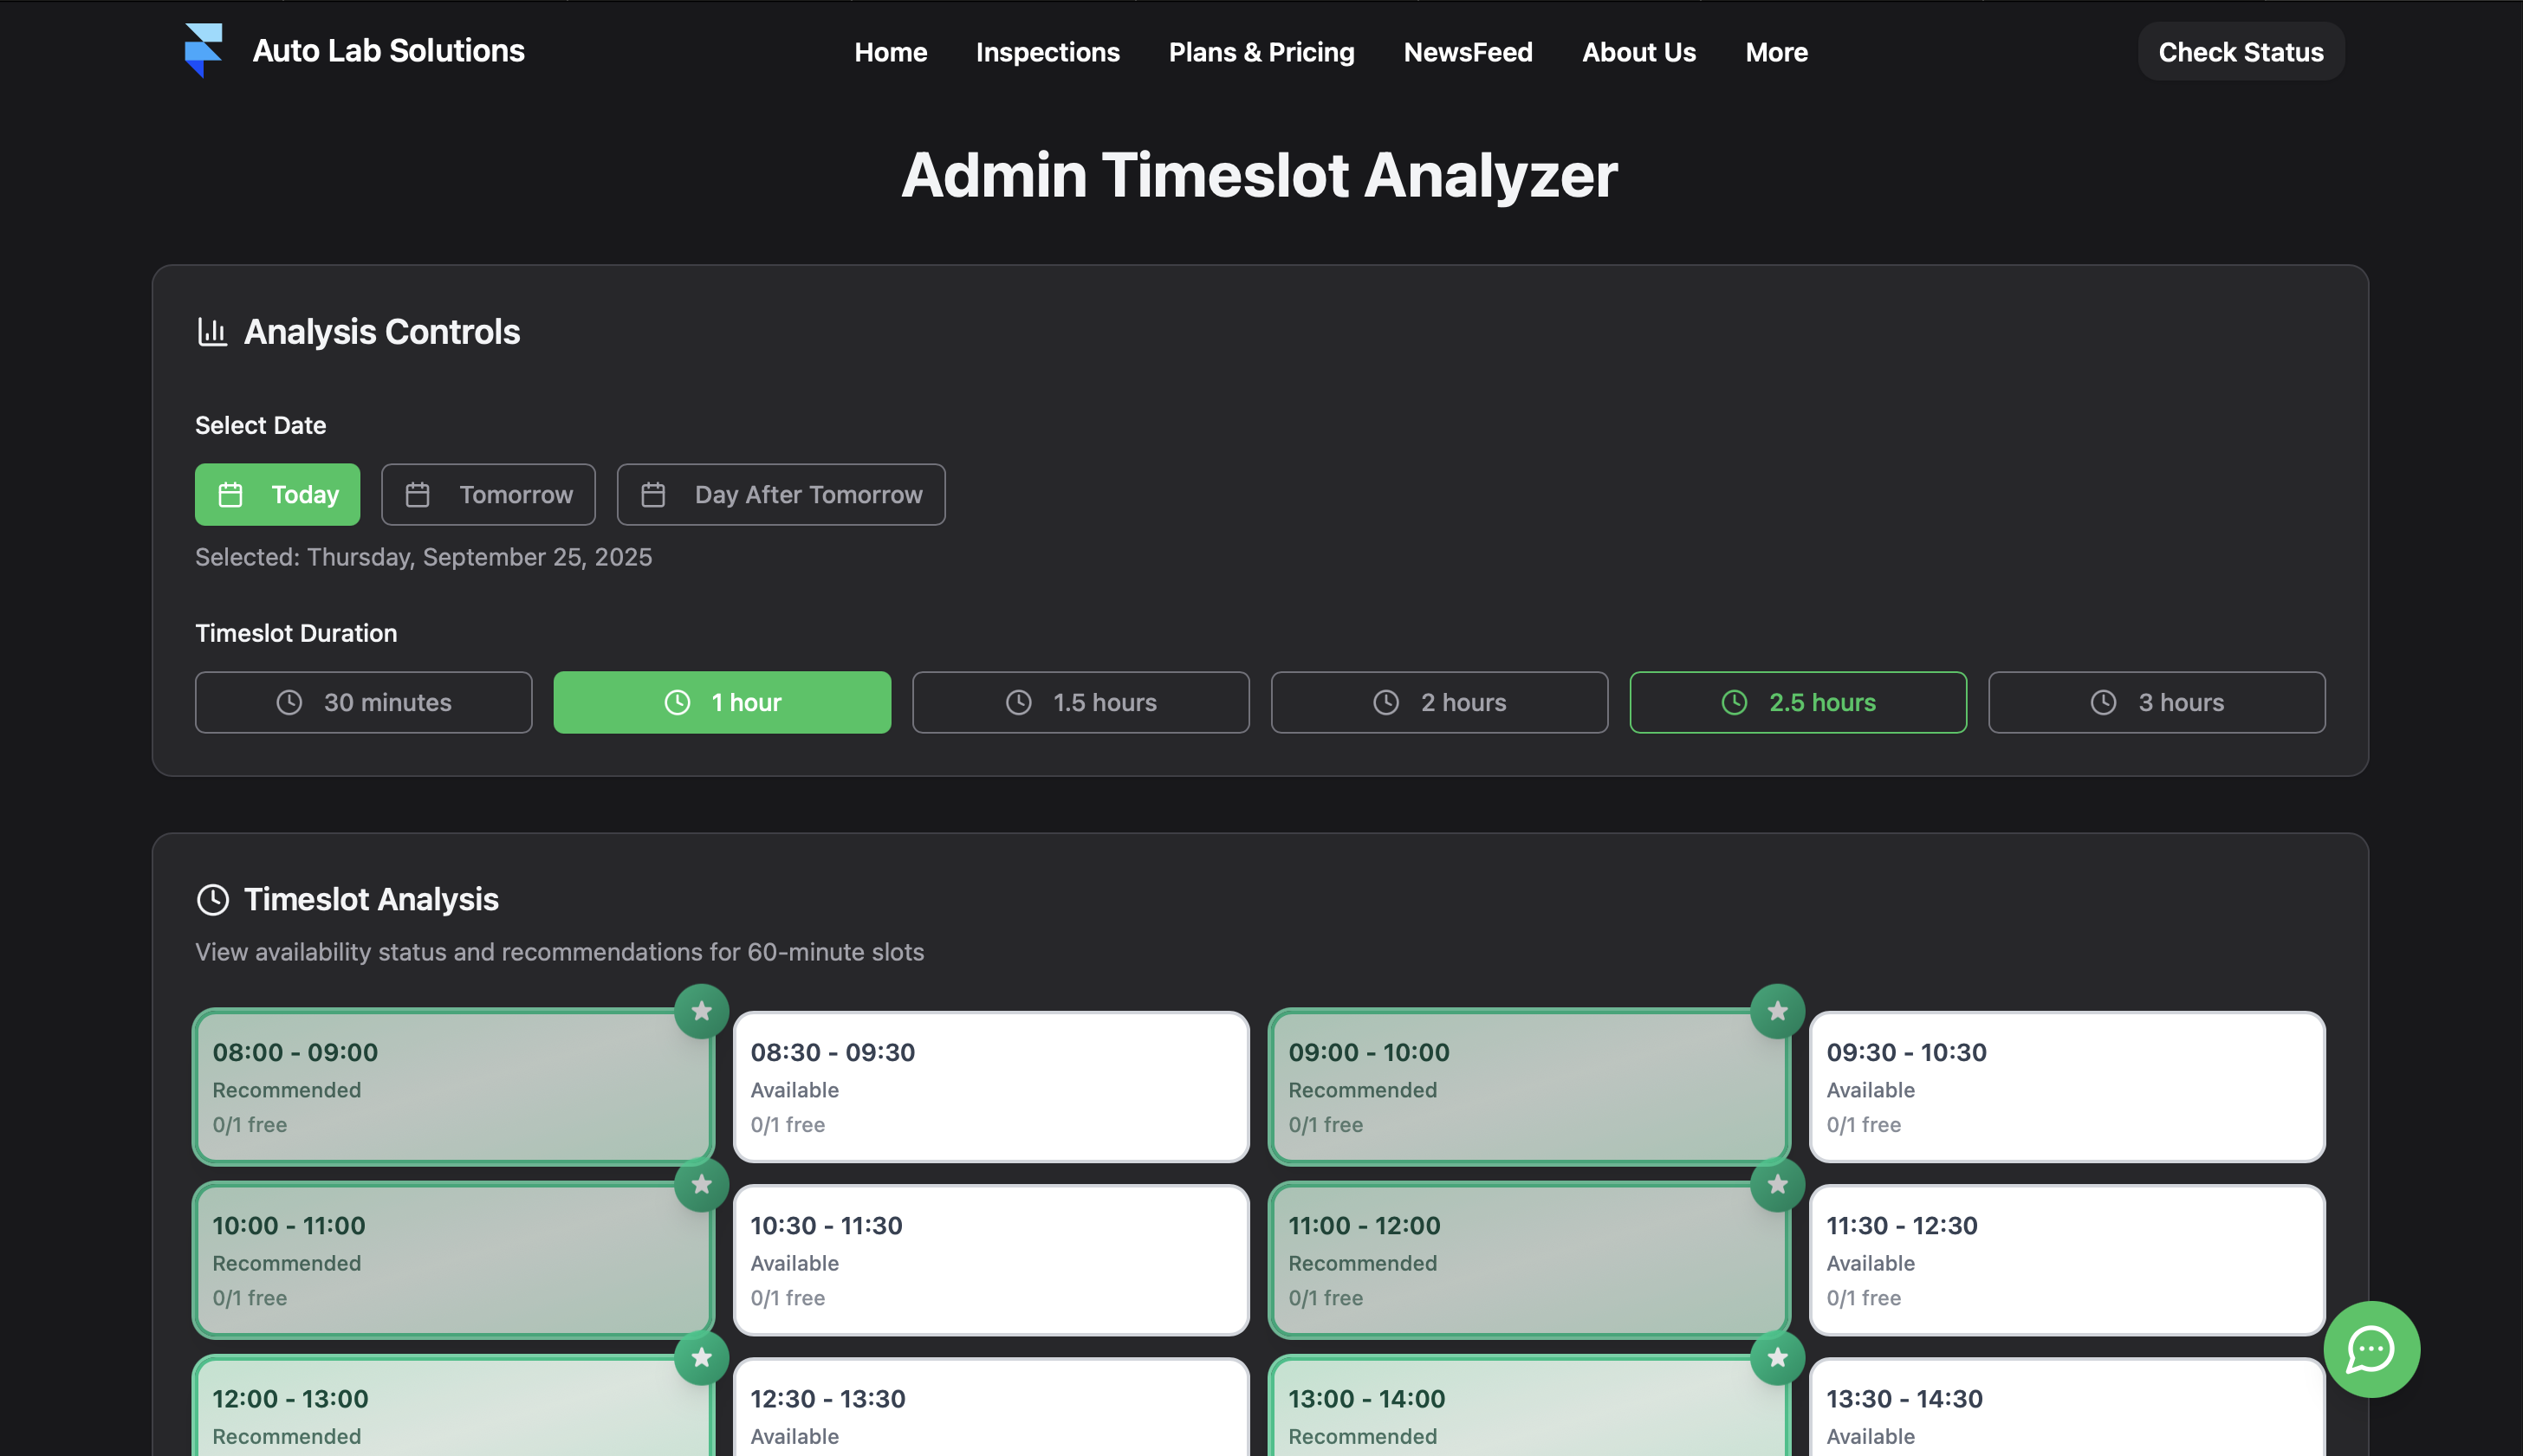 Auto Lab Solutions
Home Inspections Plans & Pricing NewsFeed About Us More
Check Status
Admin Timeslot Analyzer
Analysis Controls
Select Date
Today Tomorrow Day After Tomorrow
Selected: Thursday, September 25, 2025
Timeslot Duration
30 minutes 1 hour 1.5 hours 2 hours 2.5 hours 3 hours
Timeslot Analysis
View availability status and recommendations for 60-minute slots
08:00 - 09:00
Recommended
0/1 free
08:30 - 09:30
Available
0/1 free
09:00 - 10:00
Recommended
0/1 free
09:30 - 10:30
Available
0/1 free
10:00 - 11:00
Recommended
0/1 free
10:30 - 11:30
Available
0/1 free
11:00 - 12:00
Recommended
0/1 free
11:30 - 12:30
Available
0/1 free
12:00 - 13:00
Recommended
12:30 - 13:30
Available
13:00 - 14:00
Recommended
13:30 - 14:30
Available